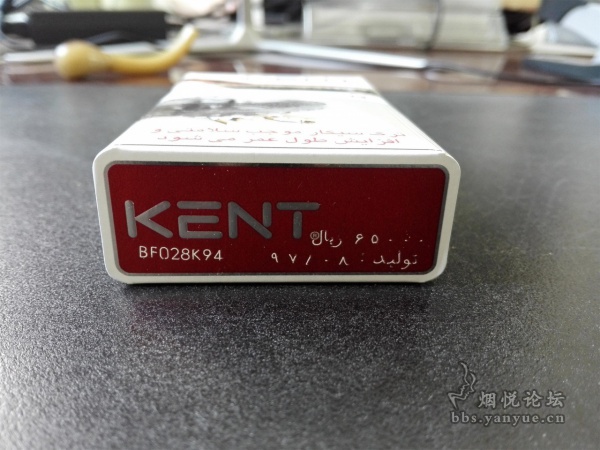 ترک سیگار موجب سلامتی و
افزایش طول عمر می شود
KENT®
۶۵۰۰۰ ریال
BF028K94
تولید : ۹۷/۰۸
烟悦论坛
bbs.yanyue.cn